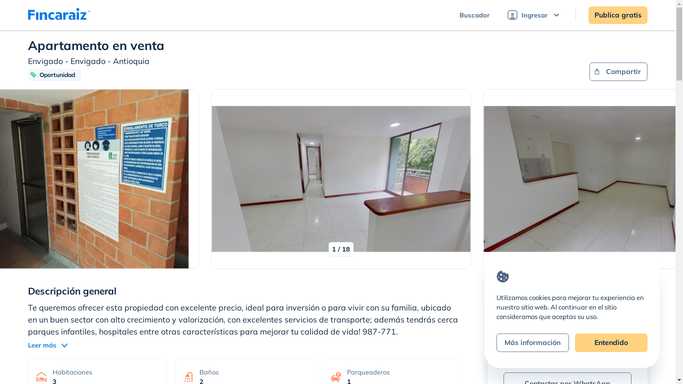 Fincaraiz
Buscador
Ingresar
Publica gratis
Apartamento en venta
Envigado - Envigado - Antioquia
Oportunidad
Compartir
1 / 18
Descripción general
Te queremos ofrecer esta propiedad con excelente precio, ideal para inversión o para vivir con su familia, ubicado
en un buen sector con alto crecimiento y valorización, con excelentes servicios de transporte; además tendrás cerca
parques infantiles, hospitales entre otras características para mejorar tu calidad de vida! 987-771.
Leer más
Habitaciones
3
Baños
2
Parqueaderos
1
Utilizamos cookies para mejorar tu experiencia en
nuestro sitio web. Al continuar en el sitio
consideramos que aceptas su uso.
Más información
Entendido
Contactar por WhatsApp